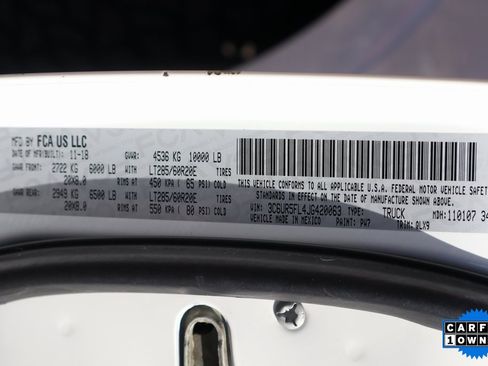 MFD BY FCA US LLC
DATE OF MFR(BUILT): 11-18 GVWR: 4536 KG 10000 LB
GAWR FRONT: 2722 KG 6000 LB WITH LT285/60R20E TIRES
20X8.0 RIMS AT 450 KPA ( 65 PSI) COLD
GAWR REAR: 2949 KG 6500 LB WITH LT285/60R20E TIRES
20X8.0 RIMS AT 550 KPA ( 80 PSI) COLD
THIS VEHICLE CONFORMS TO ALL APPLICABLE U.S.A. FEDERAL MOTOR VEHICLE SAFETY
STANDARDS IN EFFECT ON THE DATE OF MANUFACTURE SHOWN ABOVE.
VIN: 3C6UR5FL4JG420063 TYPE: TRUCK MDH:110107 34
VEHICLE MADE IN MEXICO PAINT: PW7 TRIM:
CARF
1 OWN